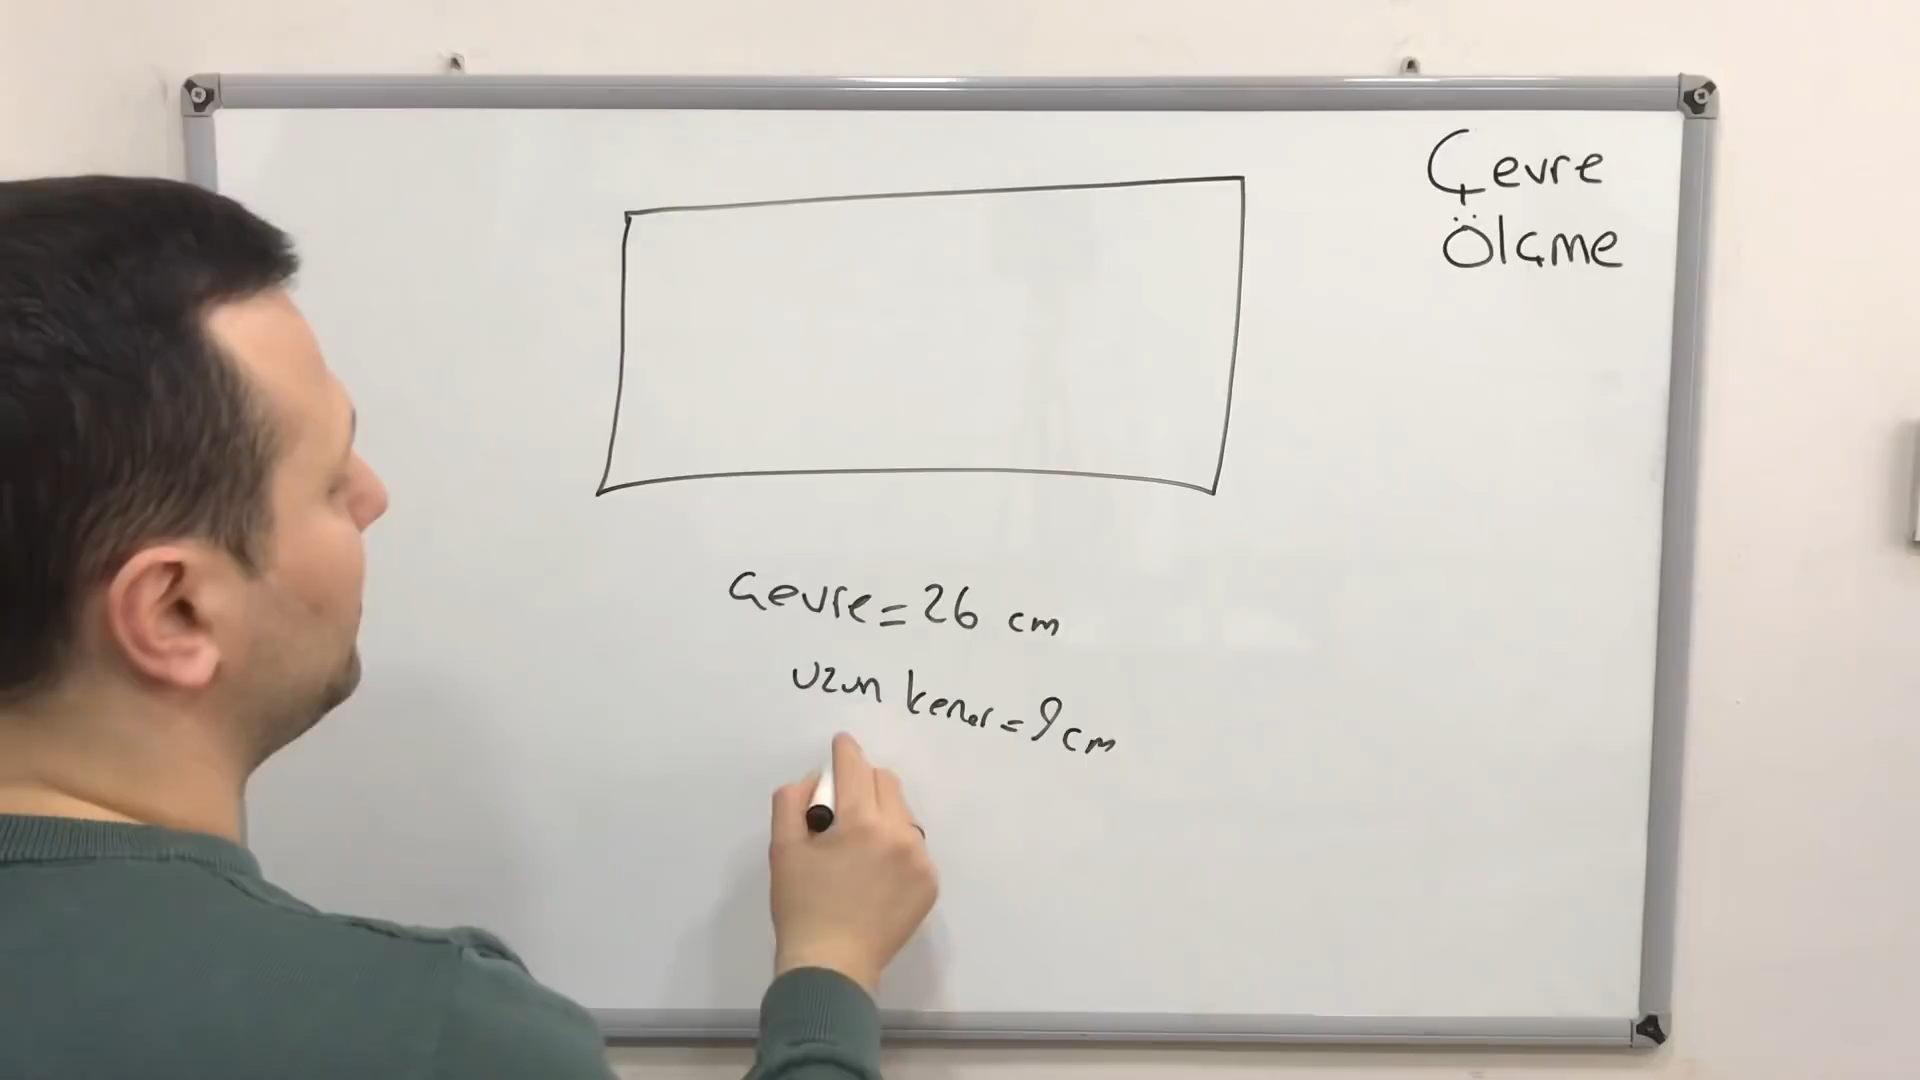 Çevre
Ölçme
Çevre = 26 cm
uzun kenar = 9 cm